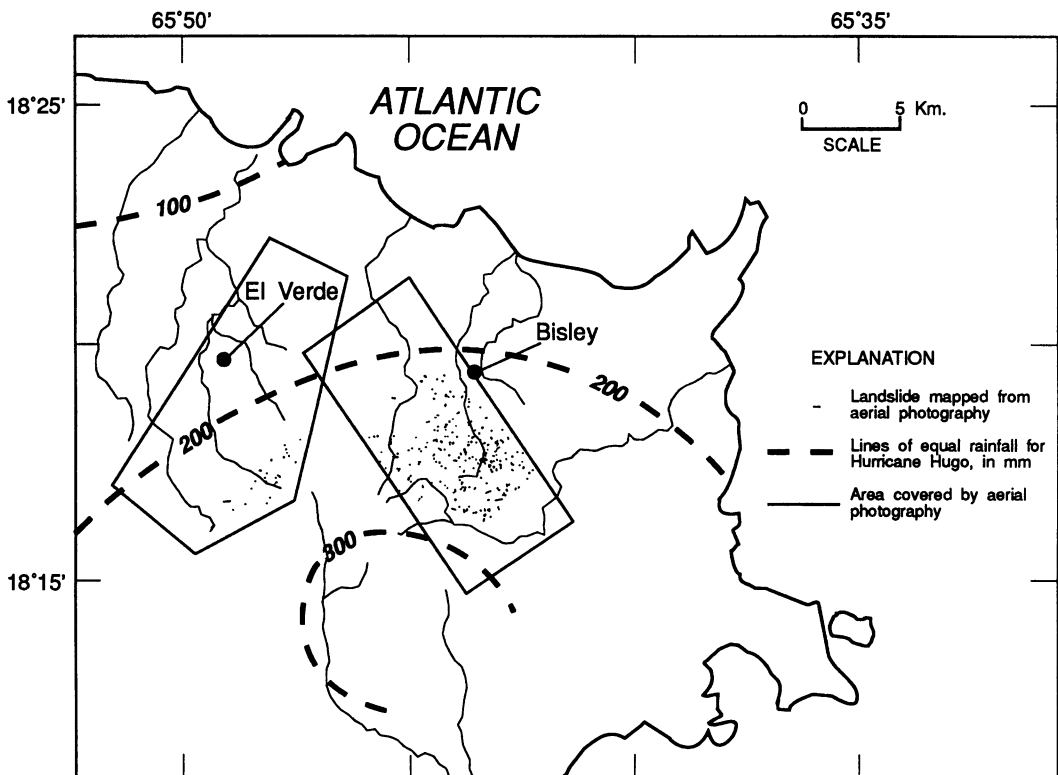 65°50'
65°35'
18°25'
ATLANTIC
OCEAN
0 5 Km.
SCALE
100
El Verde
Bisley
200
200
EXPLANATION
Landslide mapped from
aerial photography
Lines of equal rainfall for
Hurricane Hugo, in mm
Area covered by aerial
photography
300
18°15'